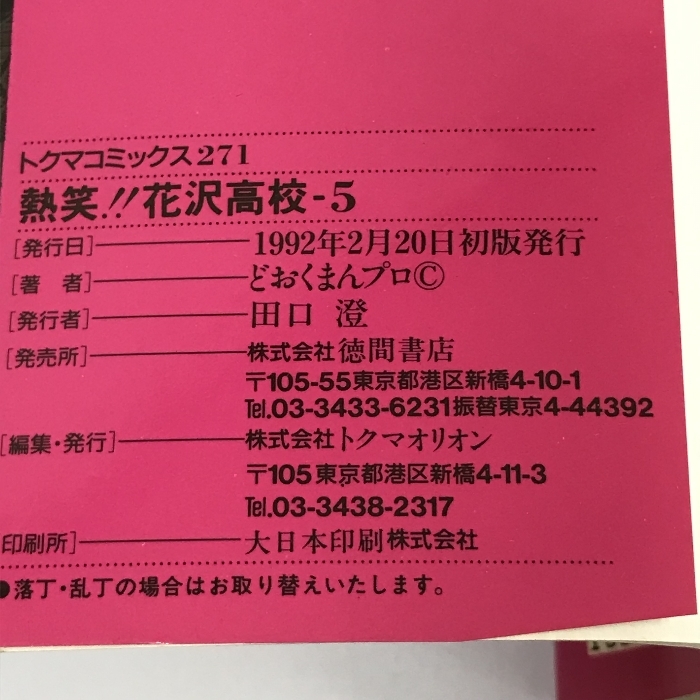 トクマコミックス271
熱笑!!花沢高校-5
[発行日]――――1992年2月20日初版発行
[著　者]――――どおくまんプロ©
[発行者]――――田口　澄
[発売所]――――株式会社徳間書店
〒105-55東京都港区新橋4-10-1
Tel.03-3433-6231振替東京4-44392
[編集・発行]――――株式会社トクマオリオン
〒105東京都港区新橋4-11-3
Tel.03-3438-2317
印刷所]――――大日本印刷株式会社
●落丁・乱丁の場合はお取り替えいたします。